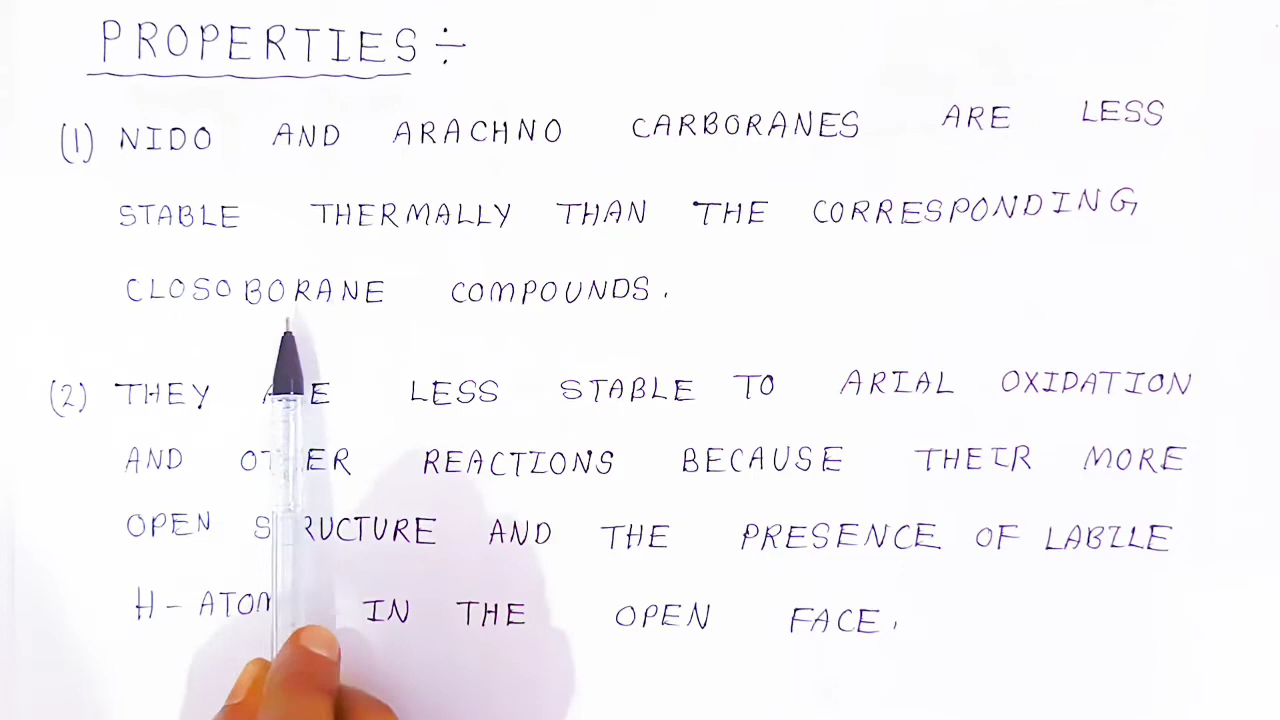 PROPERTIES ÷
(1) NIDO AND ARACHNO CARBORANES ARE LESS
STABLE THERMALLY THAN THE CORRESPONDING
CLOSOBORANE COMPOUNDS.
(2) THEY LESS STABLE TO ARIAL OXIDATION
AND REACTIONS BECAUSE THEIR MORE
OPEN AND THE PRESENCE OF LABILE
H-ATOM IN THE OPEN FACE.